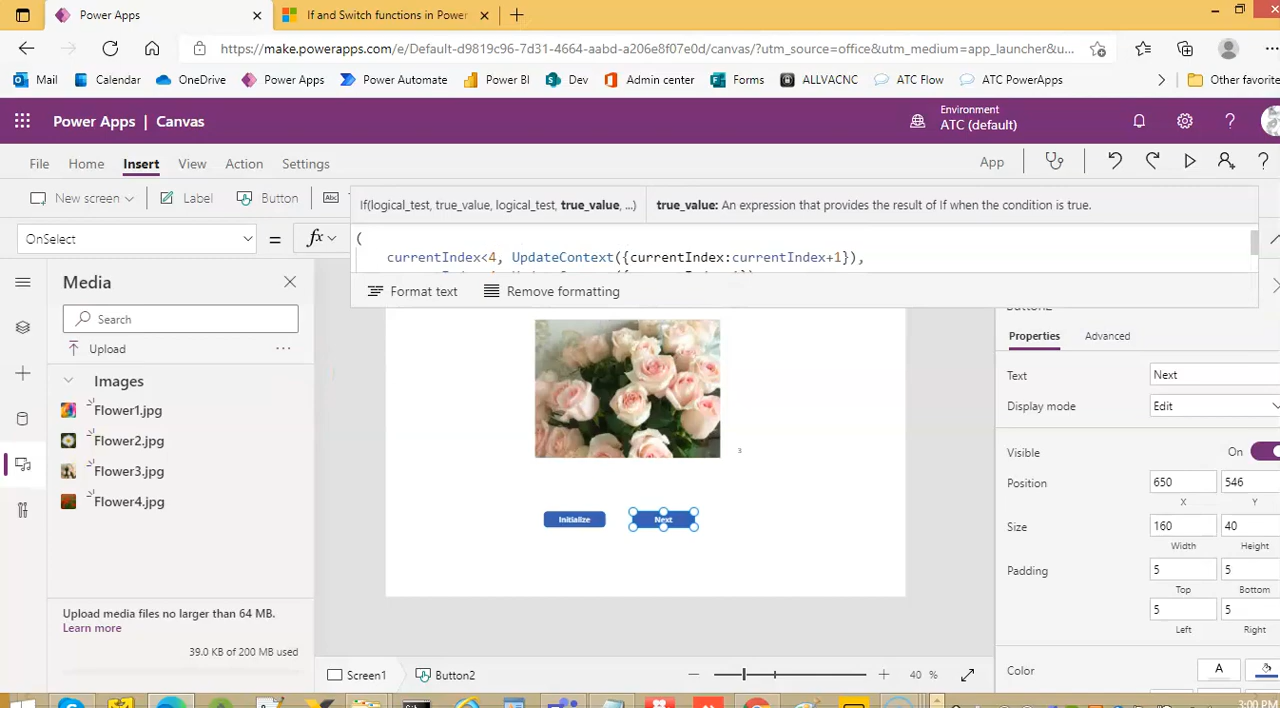 Power Apps
If and Switch functions in Power
https://make.powerapps.com/e/Default-d9819c96-7d31-4664-aabd-a206e8f07e0d/canvas/?utm_source=office&utm_medium=app_launcher&u...
Mail Calendar OneDrive Power Apps Power Automate Power BI Dev Admin center Forms ALLVACNC ATC Flow ATC PowerApps Other favorite
Power Apps | Canvas
Environment
ATC (default)
File Home Insert View Action Settings App
New screen Label Button Abc
If(logical_test, true_value, logical_test, true_value, ...) true_value: An expression that provides the result of If when the condition is true.
OnSelect = fx (
currentIndex<4, UpdateContext({currentIndex:currentIndex+1}),
Format text Remove formatting
Media
Search
Upload ...
Images
Flower1.jpg
Flower2.jpg
Flower3.jpg
Flower4.jpg
Upload media files no larger than 64 MB.
Learn more
39.0 KB of 200 MB used
3
Initialize Next
Properties Advanced
Text Next
Display mode Edit
Visible On
Position 650 546
X Y
Size 160 40
Width Height
Padding 5 5
Top Bottom
5 5
Left Right
Color A
Screen1 Button2 40 %
3:00 PM